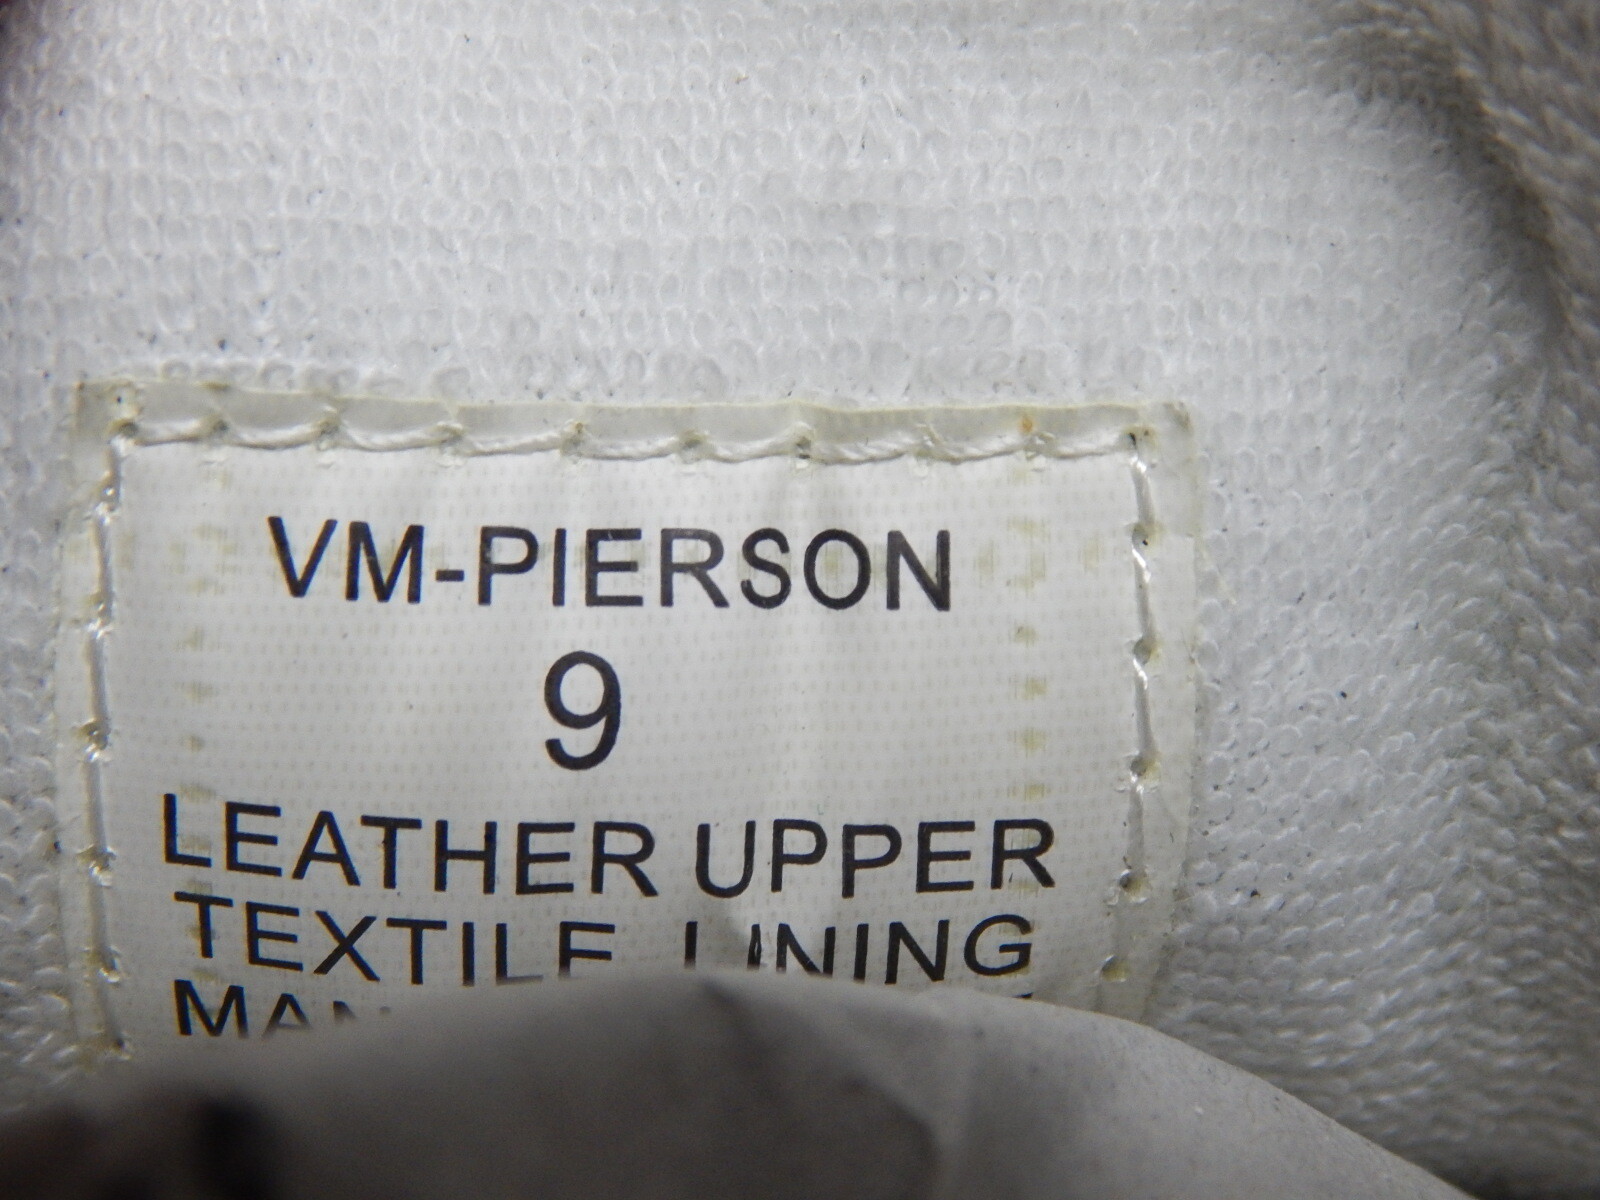 VM-PIERSON
9
LEATHER UPPER
TEXTILE LINING